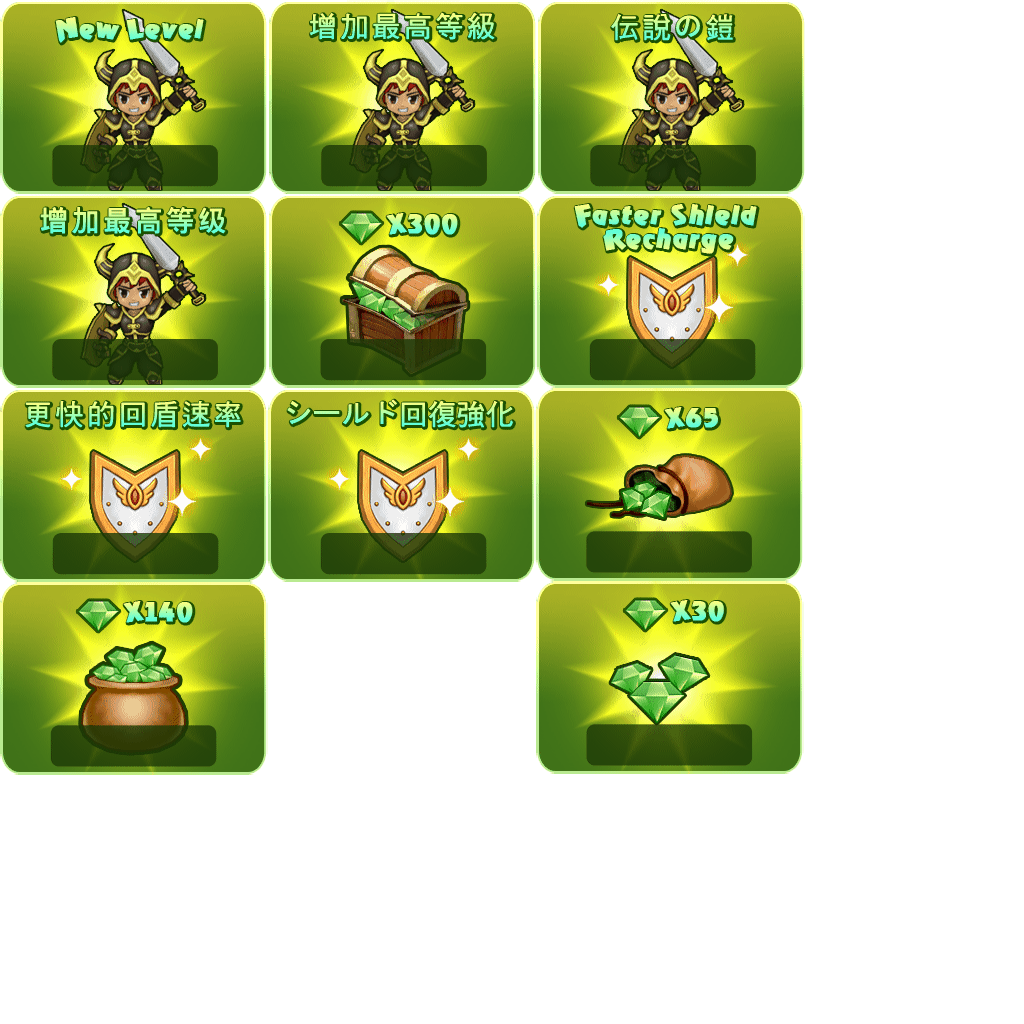 New Level
增加最高等級
伝説の鎧
增加最高等级
X300
Faster Shield
Recharge
更快的回盾速率
シールド回復強化
X65
X140
X30